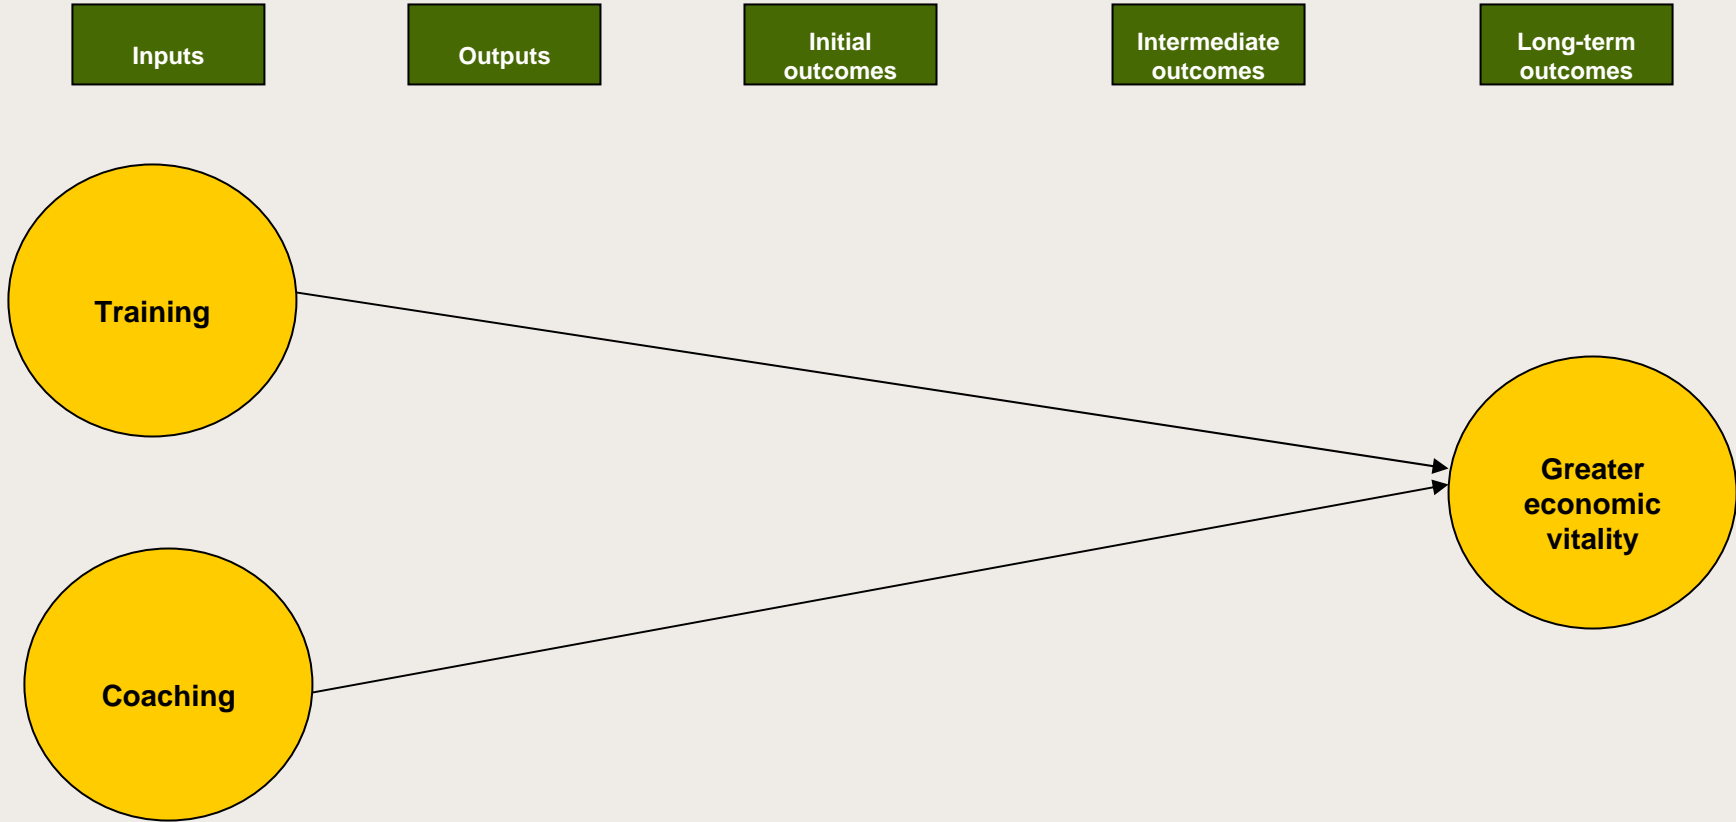 Inputs
Outputs
Initial
outcomes
Intermediate
outcomes
Long-term
outcomes
Training
Greater
economic
vitality
Coaching